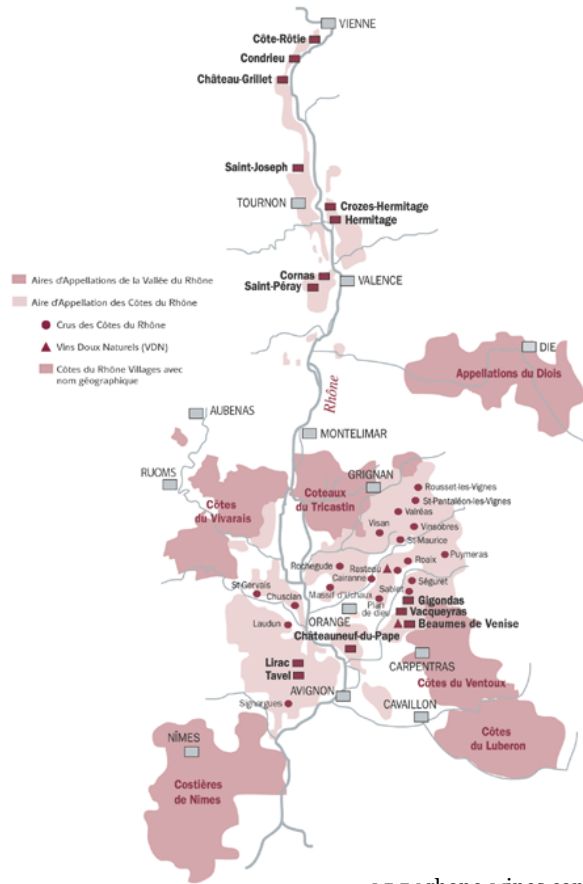 VIENNE
Côte-Rôtie
Condrieu
Château-Grillet
Saint-Joseph
TOURNON
Crozes-Hermitage
Hermitage
Cornas
Saint-Péray
VALENCE
Aires d'Appellations de la Vallée du Rhône
Aire d'Appellation des Côtes du Rhône
Crus des Côtes du Rhône
Vins Doux Naturels (VDN)
Côtes du Rhône Villages avec
nom géographique
DIE
Appellations du Diois
Rhône
AUBENAS
MONTELIMAR
RUOMS
GRIGNAN
Côtes
du Vivarais
Coteaux
du Tricastin
Rousset-les-Vignes
St-Pantaléon-les-Vignes
Valréas
Visan
Vinsobres
St-Maurice
Puymeras
Roaix
Rochegude
Rasteau
Cairanne
Séguret
St-Gervais
Massif d'Uchaux
Sablet
Chusclan
Plan
de dieu
Gigondas
Vacqueyras
Laudun
ORANGE
Beaumes de Venise
Châteauneuf-du-Pape
Lirac
Tavel
CARPENTRAS
Côtes du Ventoux
AVIGNON
Signargues
CAVAILLON
Côtes
du Luberon
NÎMES
Costières
de Nîmes